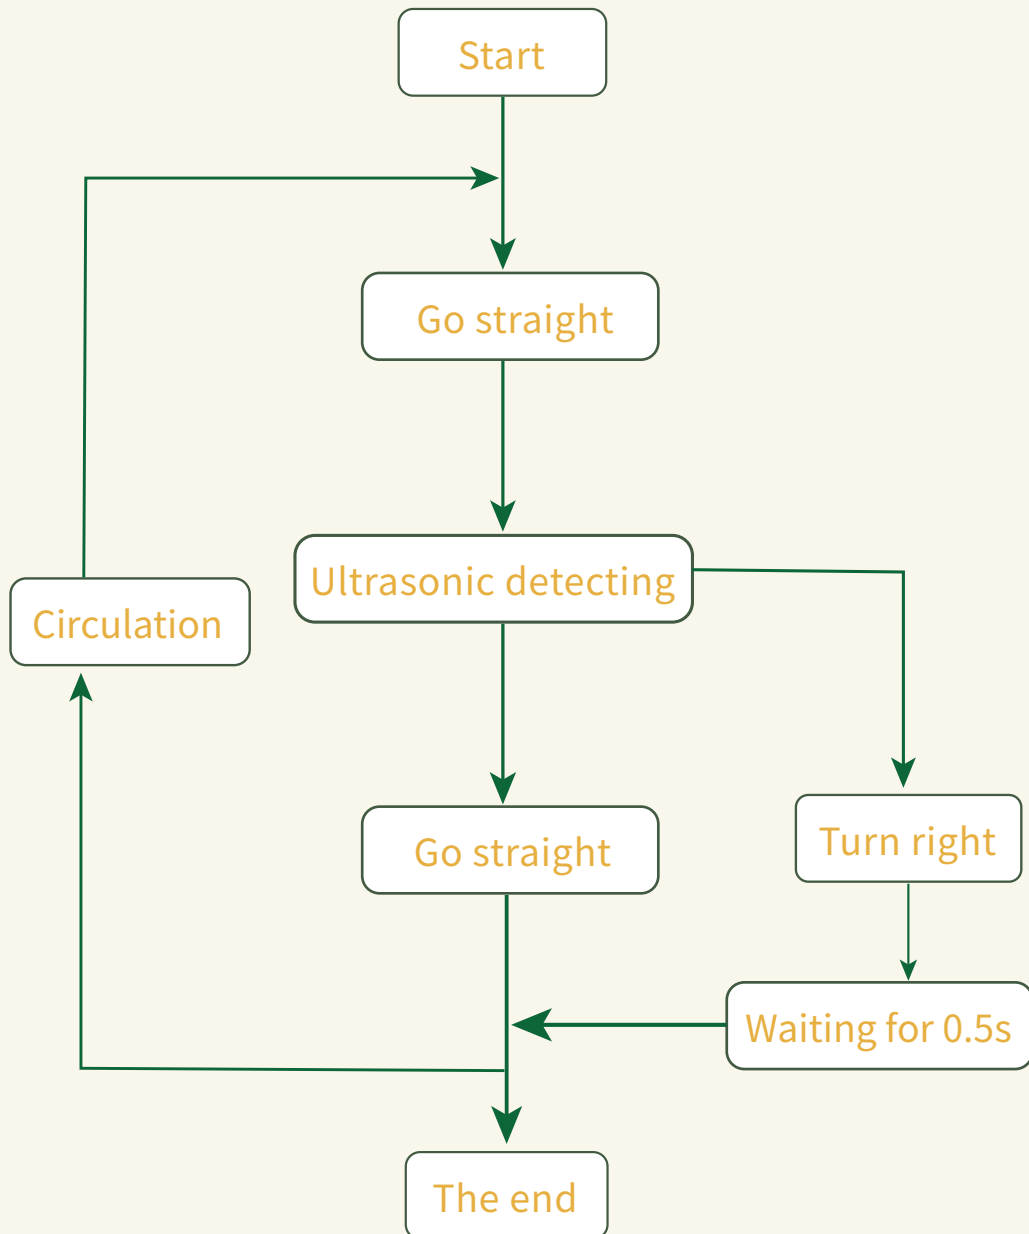 Start
Go straight
Ultrasonic detecting
Circulation
Go straight
Turn right
Waiting for 0.5s
The end